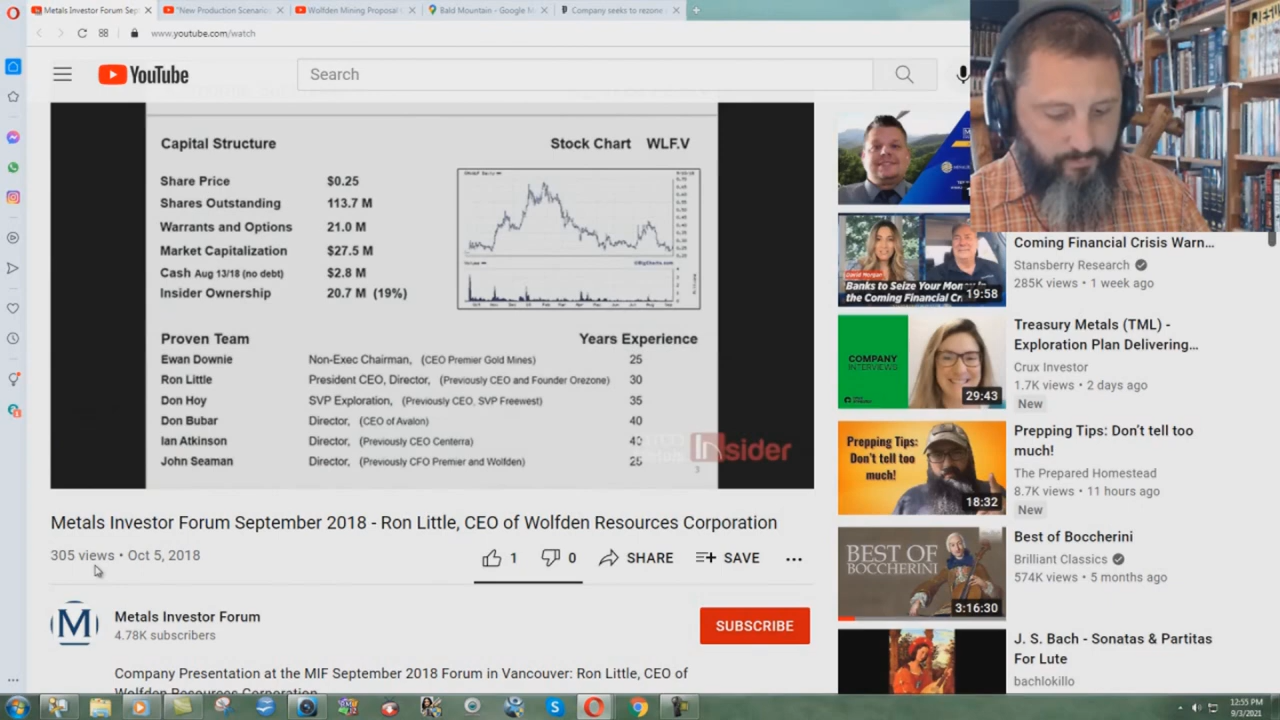 Metals Investor Forum Sep
"New Production Scenario
Wolfden Mining Proposal
Bald Mountain - Google M
Company seeks to rezone
www.youtube.com/watch
YouTube
Search
Capital Structure
Stock Chart WLF.V
Share Price $0.25
Shares Outstanding 113.7 M
Warrants and Options 21.0 M
Market Capitalization $27.5 M
Cash Aug 13/18 (no debt) $2.8 M
Insider Ownership 20.7 M (19%)
Proven Team Years Experience
Ewan Downie Non-Exec Chairman, (CEO Premier Gold Mines) 25
Ron Little President CEO, Director, (Previously CEO and Founder Orezone) 30
Don Hoy SVP Exploration, (Previously CEO, SVP Freewest) 35
Don Bubar Director, (CEO of Avalon) 40
Ian Atkinson Director, (Previously CEO Centerra)
John Seaman Director, (Previously CFO Premier and Wolfden)
Insider
3
Metals Investor Forum September 2018 - Ron Little, CEO of Wolfden Resources Corporation
305 views • Oct 5, 2018
1
0
SHARE
SAVE
M
Metals Investor Forum
4.78K subscribers
SUBSCRIBE
Company Presentation at the MIF September 2018 Forum in Vancouver: Ron Little, CEO of
Wolfden Resources Corporation
David Morgan
Banks to Seize Your Money in
the Coming Financial Cri
19:58
Coming Financial Crisis Warn...
Stansberry Research
285K views • 1 week ago
COMPANY
INTERVIEWS
29:43
Treasury Metals (TML) -
Exploration Plan Delivering...
Crux Investor
1.7K views • 2 days ago
New
Prepping Tips:
Don't tell too
much!
18:32
Prepping Tips: Don't tell too
much!
The Prepared Homestead
8.7K views • 11 hours ago
New
BEST OF
BOCCHERINI
3:16:30
Best of Boccherini
Brilliant Classics
574K views • 5 months ago
J. S. Bach - Sonatas & Partitas
For Lute
bachlokillo
12:55 PM
9/3/2021